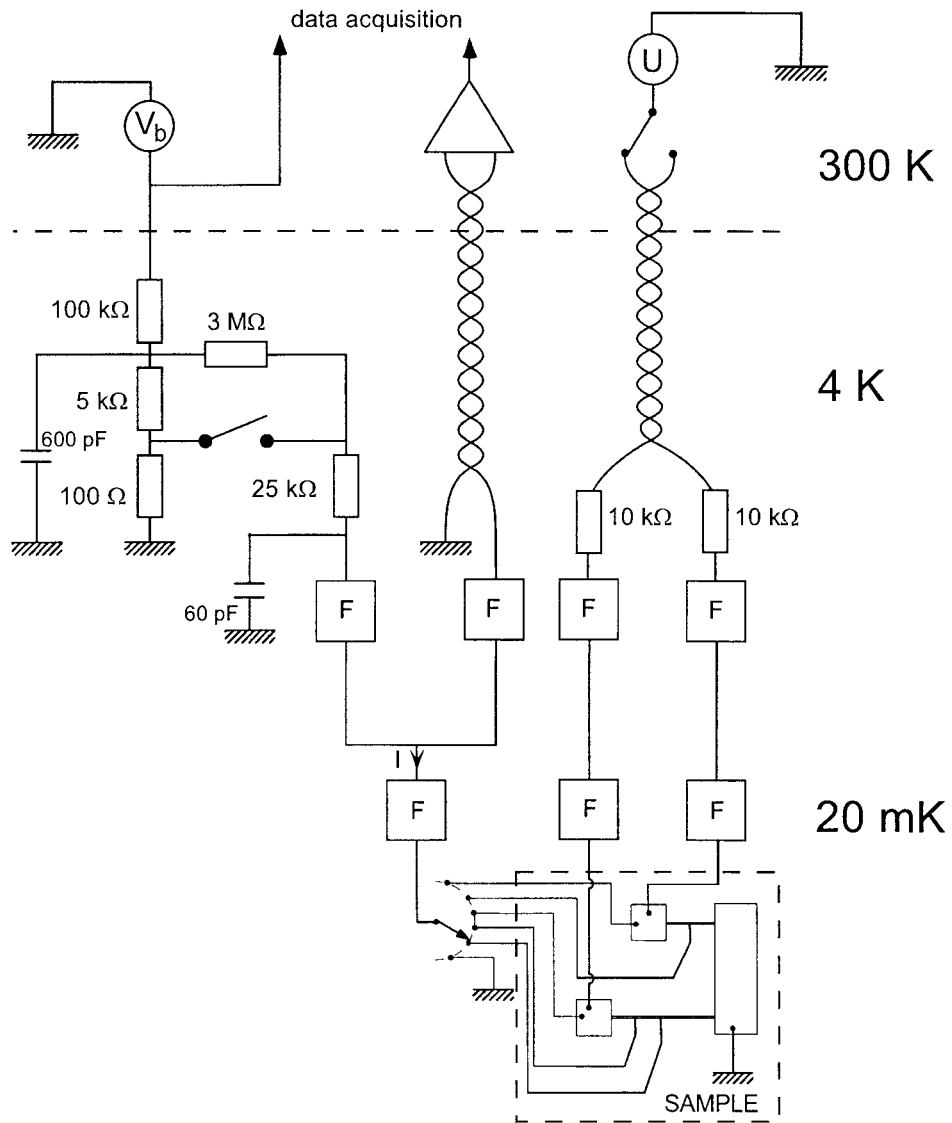 data acquisition
U
V_b
300 K
100 kΩ
3 MΩ
5 kΩ
4 K
600 pF
100 Ω
25 kΩ
10 kΩ
10 kΩ
60 pF
F
F
F
F
I
F
F
F
20 mK
SAMPLE